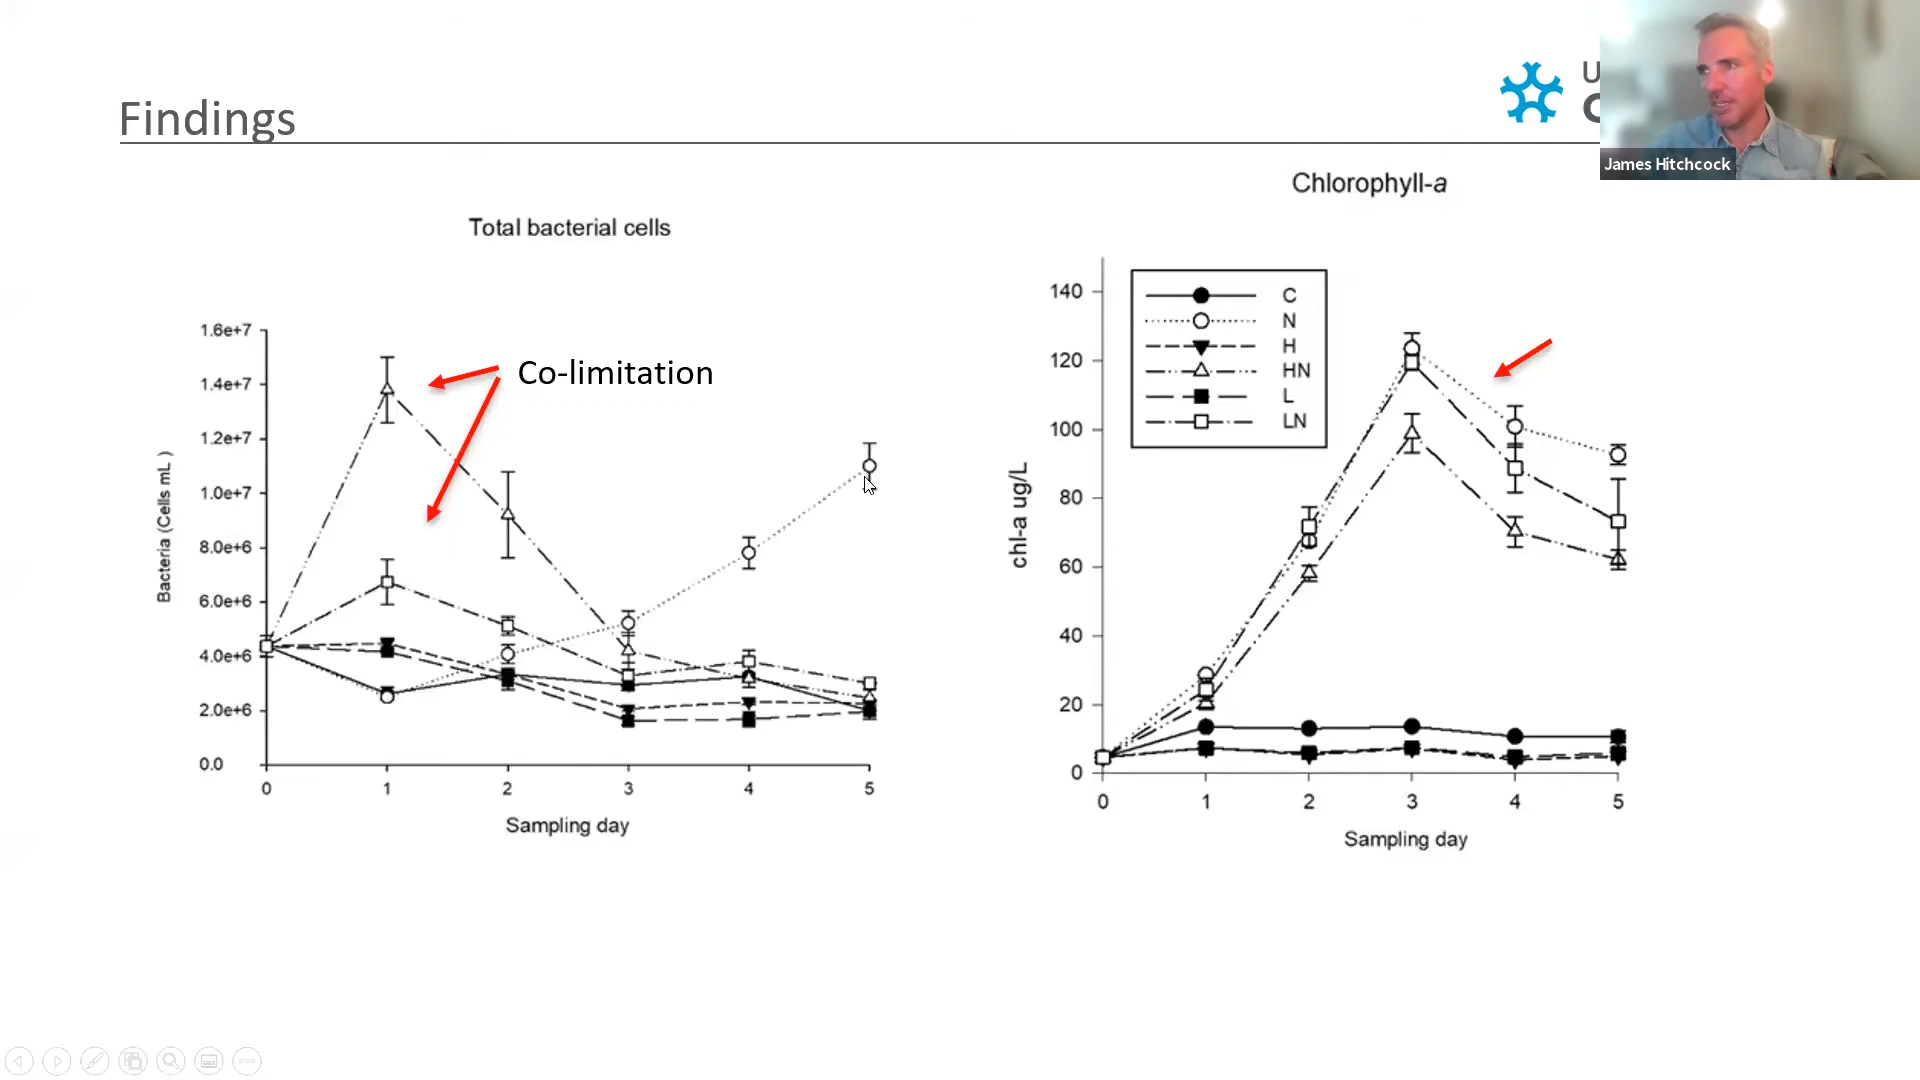 Findings
U
C
James Hitchcock
Total bacterial cells
Co-limitation
Bacteria (Cells mL )
1.6e+7
1.4e+7
1.2e+7
1.0e+7
8.0e+6
6.0e+6
4.0e+6
2.0e+6
0.0
0 1 2 3 4 5
Sampling day
Chlorophyll-a
C
N
H
HN
L
LN
chl-a ug/L
140
120
100
80
60
40
20
0
0 1 2 3 4 5
Sampling day